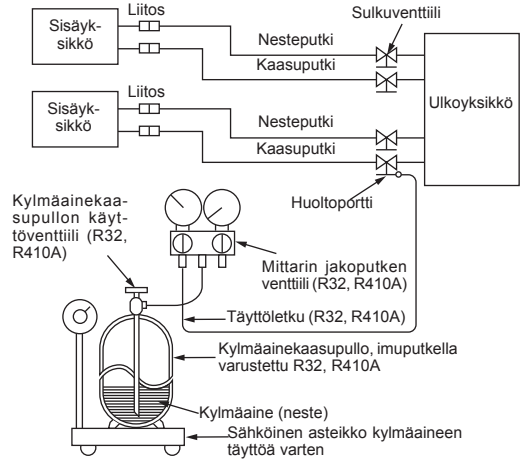 Sisäyk-
sikkö
Liitos
Nesteputki
Kaasuputki
Sulkuventtiili
Ulkoyksikkö
Sisäyk-
sikkö
Liitos
Nesteputki
Kaasuputki
Huoltoportti
Kylmäainekaa-
supullon käyt-
töventtiili (R32,
R410A)
Mittarin jakoputken
venttiili (R32, R410A)
Täyttöletku (R32, R410A)
Kylmäainekaasupullo, imuputkella
varustettu R32, R410A
Kylmäaine (neste)
Sähköinen asteikko kylmäaineen
täyttöä varten